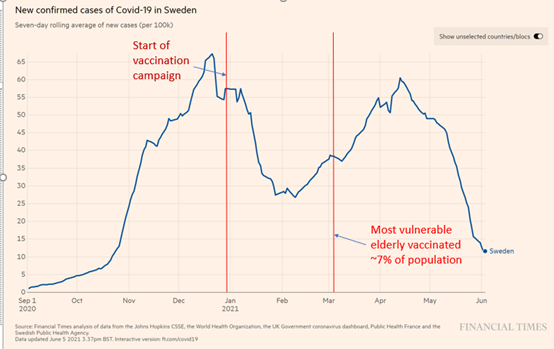 New confirmed cases of Covid-19 in Sweden
Seven-day rolling average of new cases (per 100k)
Show unselected countries/blocs
Start of
vaccination
campaign
65
60
55
50
45
40
35
30
25
20
15
10
5
0
Most vulnerable
elderly vaccinated
~7% of population
Sweden
Sep 1 Oct Nov Dec Jan Feb Mar Apr May Jun
2020 2021
Source: Financial Times analysis of data from the Johns Hopkins CSSE, the World Health Organization, the UK Government coronavirus dashboard, Public Health France and the
Swedish Public Health Agency.
Data updated June 5 2021 3.37pm BST. Interactive version: ft.com/covid19
FINANCIAL TIMES